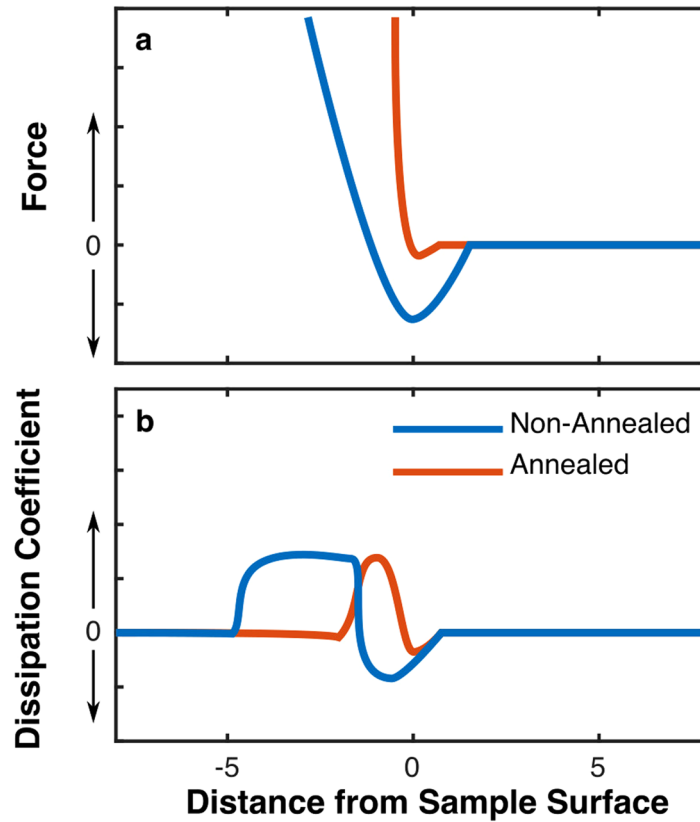 a
Force
0
b
Non-Annealed
Annealed
Dissipation Coefficient
0
-5 0 5
Distance from Sample Surface